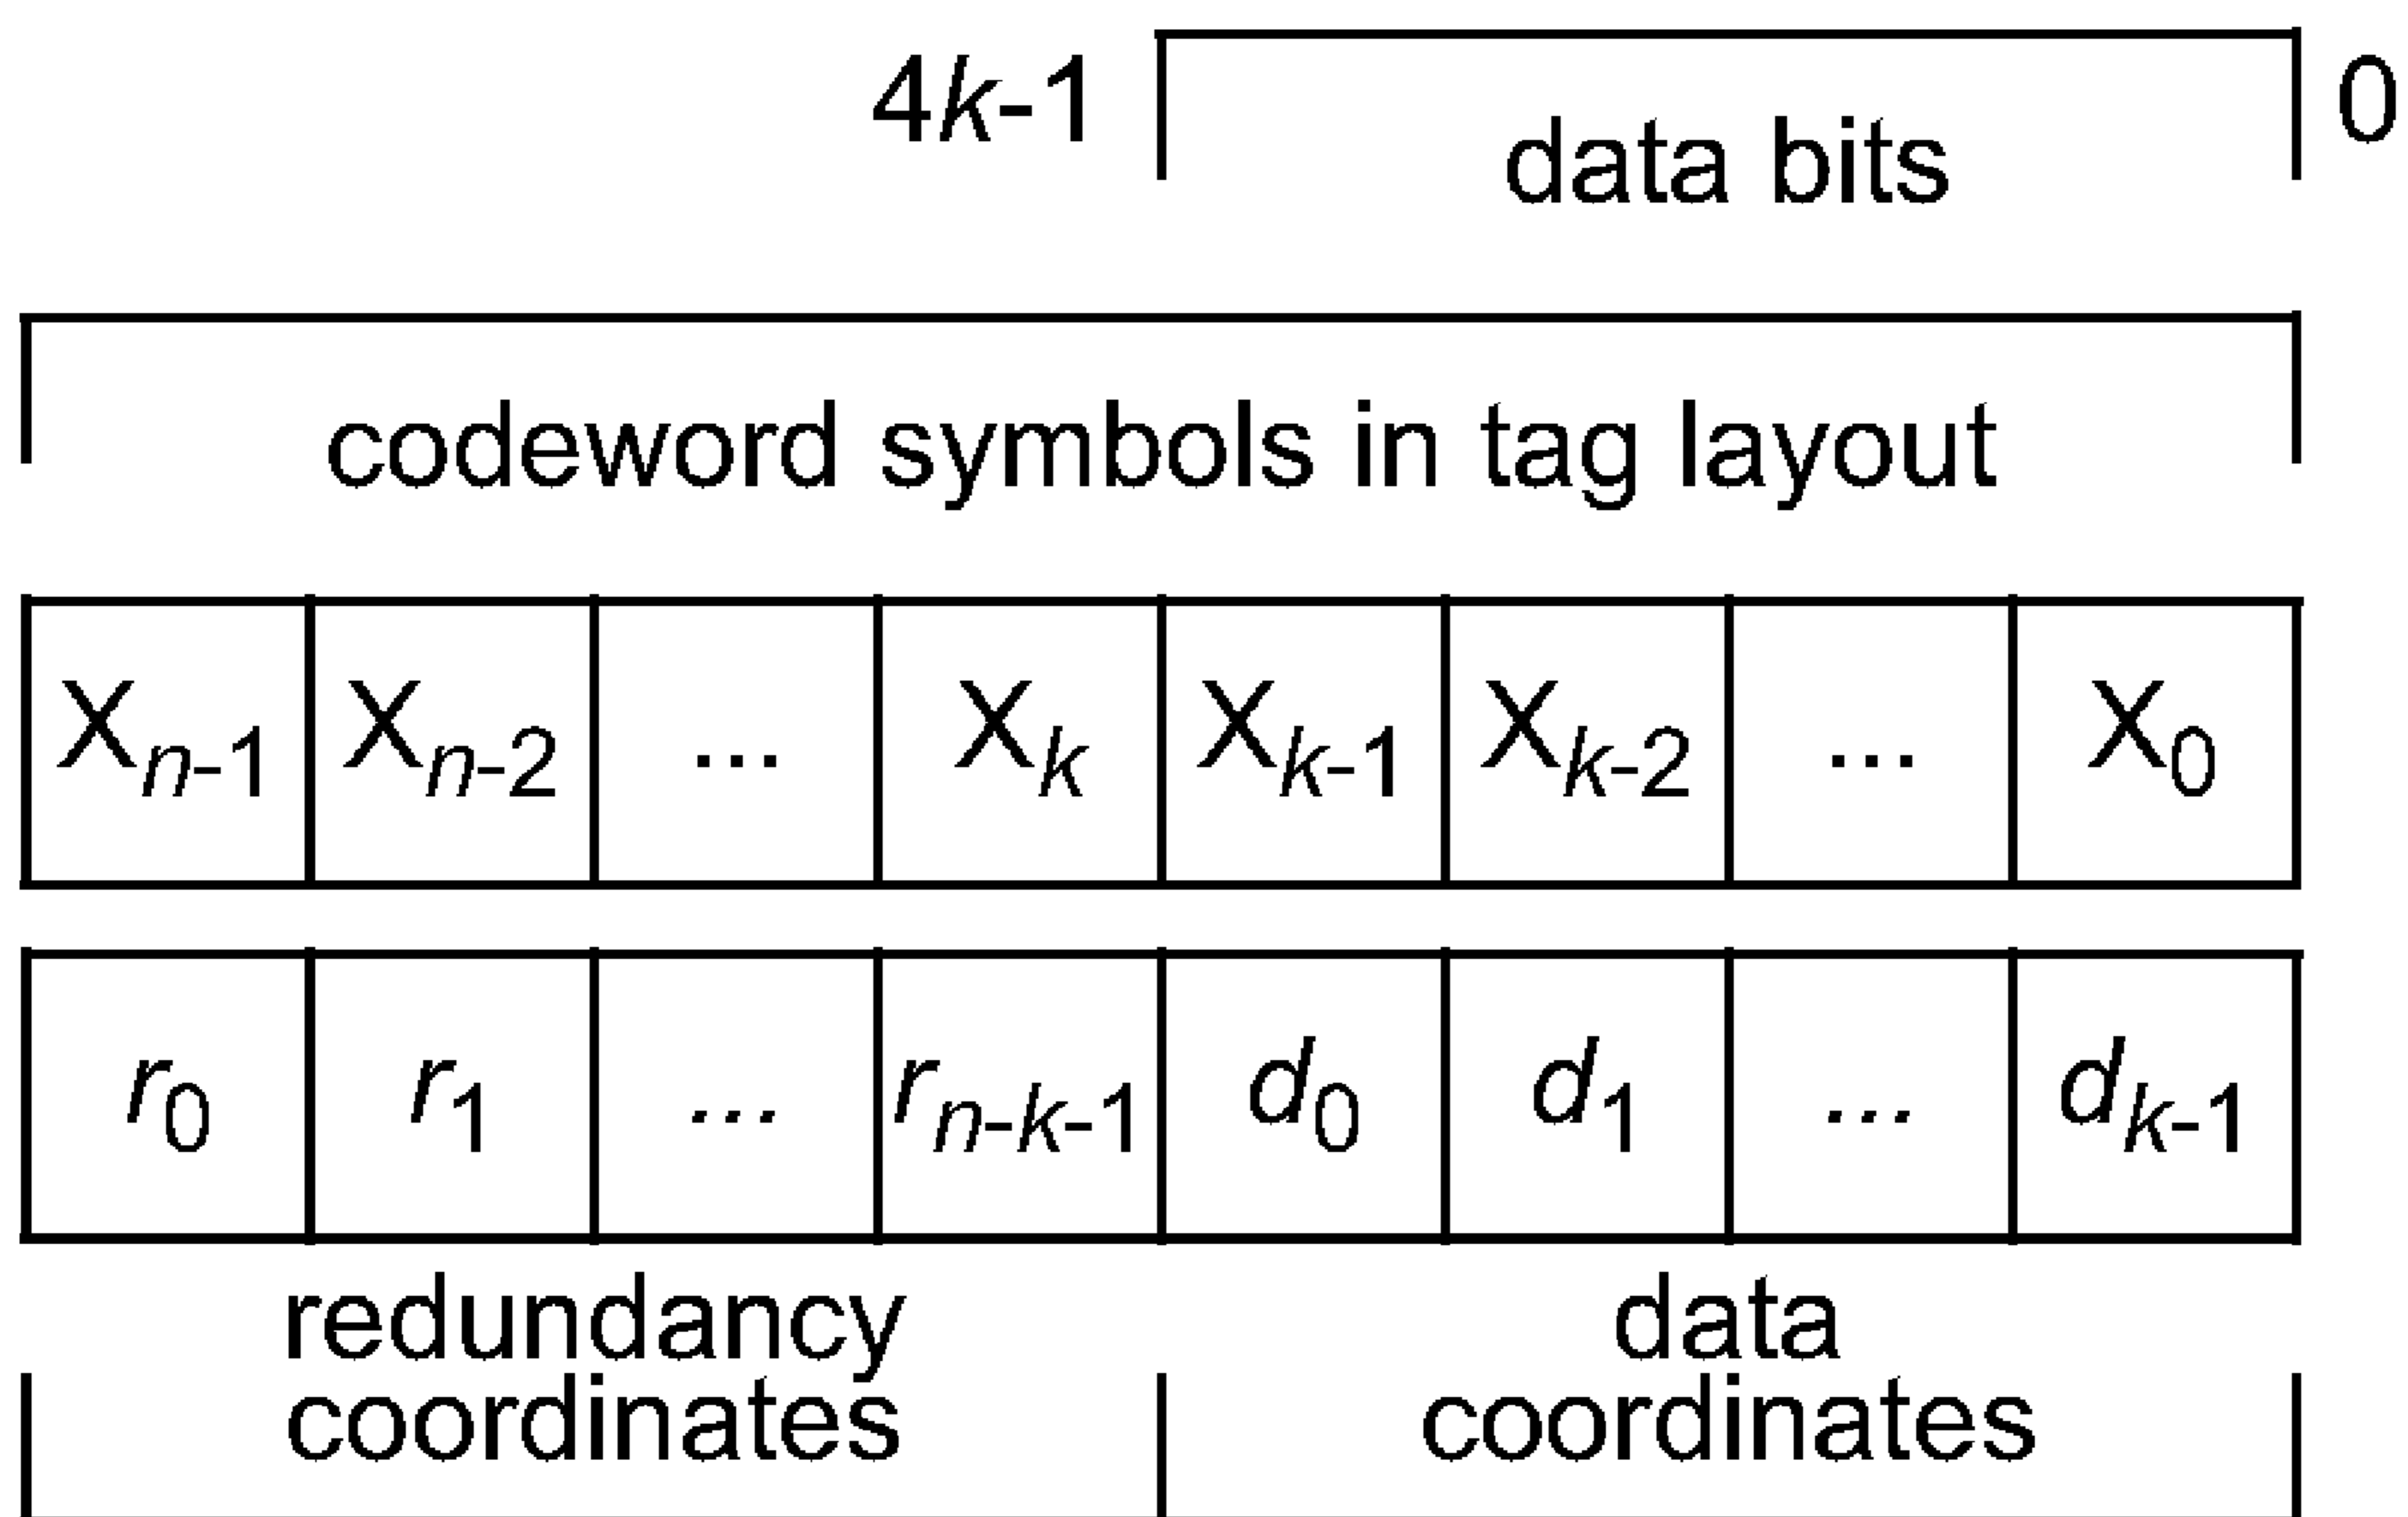 4k-1 0
data bits
codeword symbols in tag layout
Xn-1 Xn-2 ... Xk Xk-1 Xk-2 ... X0
r0 r1 ... rn-k-1 d0 d1 ... dk-1
redundancy data
coordinates coordinates